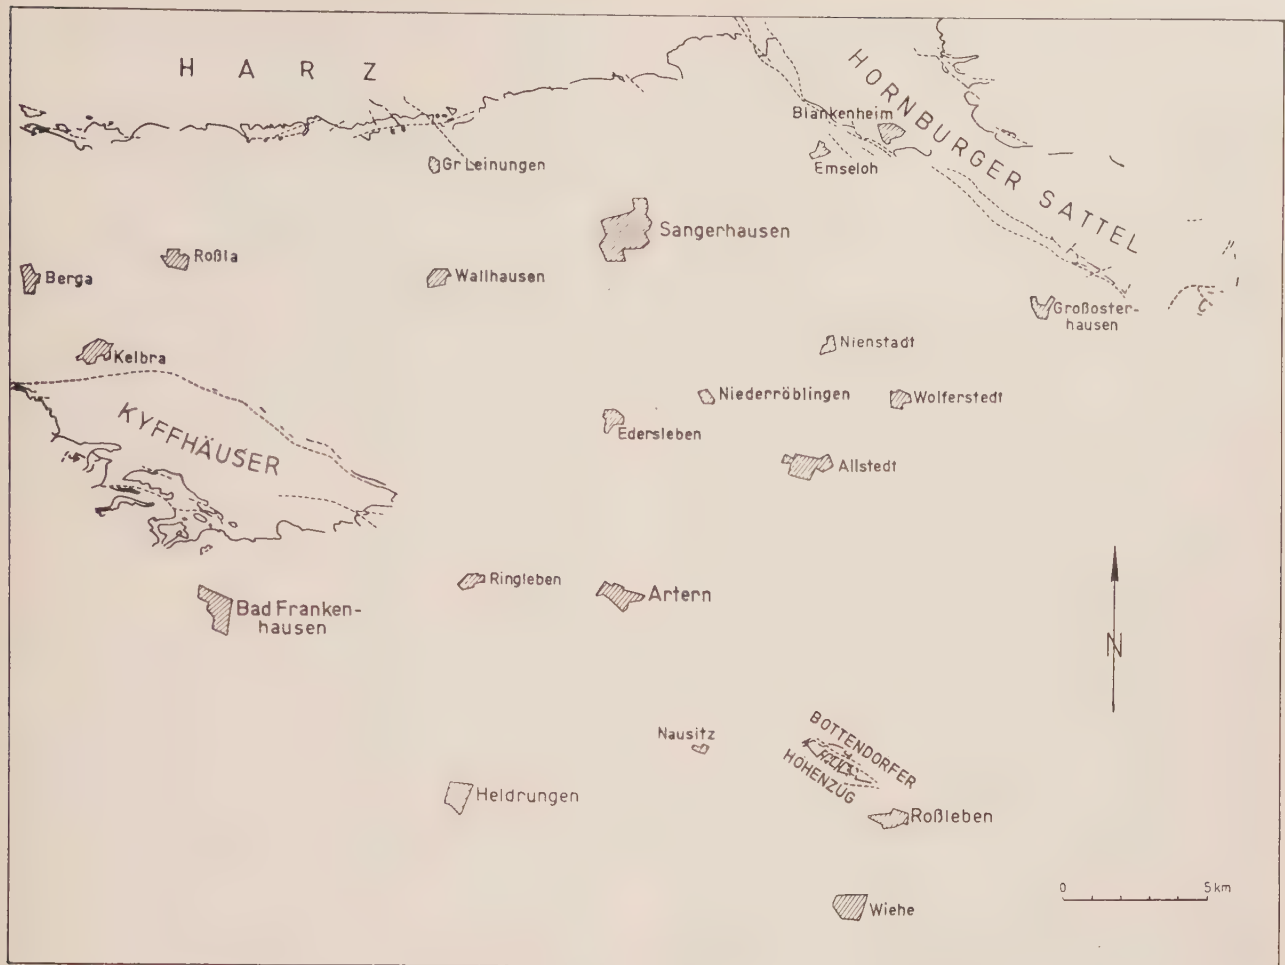 HARZ
HORNBURGER SATTEL
Blankenheim
Gr Leinungen
Emseloh
Sangerhausen
Roßla
Berga
Wallhausen
Großoster-
hausen
Nienstadt
Kelbra
Niederröblingen
Wolferstedt
KYFFHÄUSER
Edersleben
Allstedt
Ringleben
Artern
Bad Franken-
hausen
N
Nausitz
BOTTENDORFER
HOHENZUG
Heldrungen
Roßleben
0 5 km
Wiehe